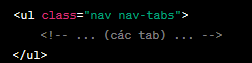 <ul class="nav nav-tabs">
<!-- ... (các tab) ... -->
</ul>